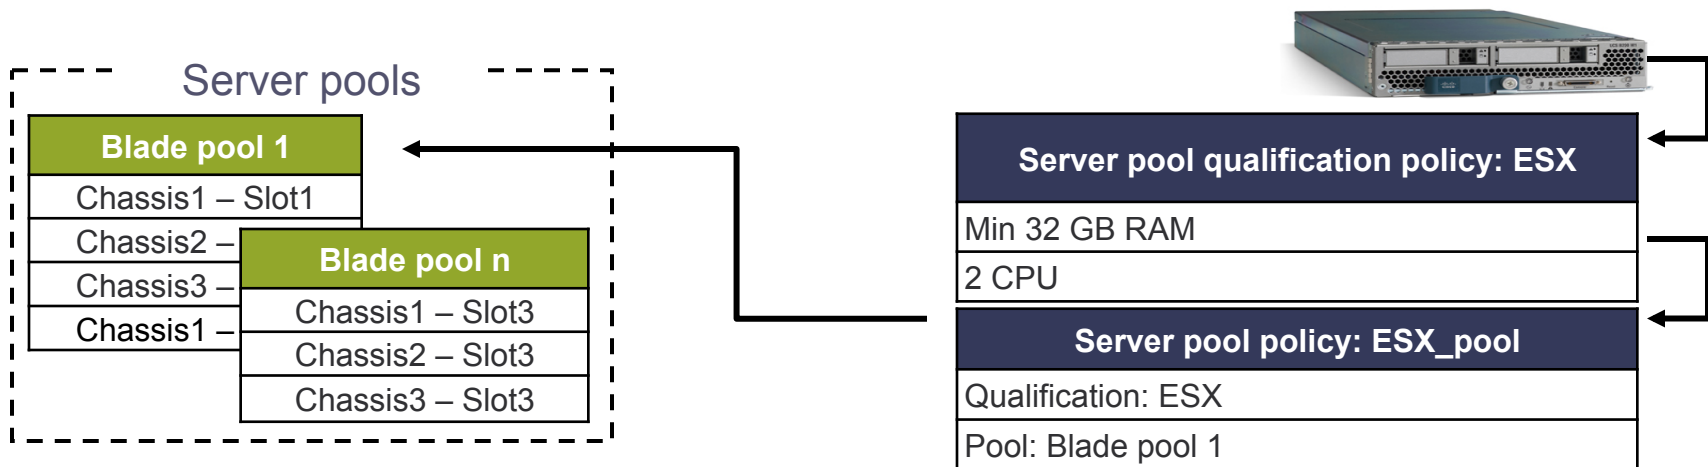 Server pools
Blade pool 1
Chassis1 – Slot1
Chassis2 –
Chassis3 –
Chassis1 –
Blade pool n
Chassis1 – Slot3
Chassis2 – Slot3
Chassis3 – Slot3
Server pool qualification policy: ESX
Min 32 GB RAM
2 CPU
Server pool policy: ESX_pool
Qualification: ESX
Pool: Blade pool 1